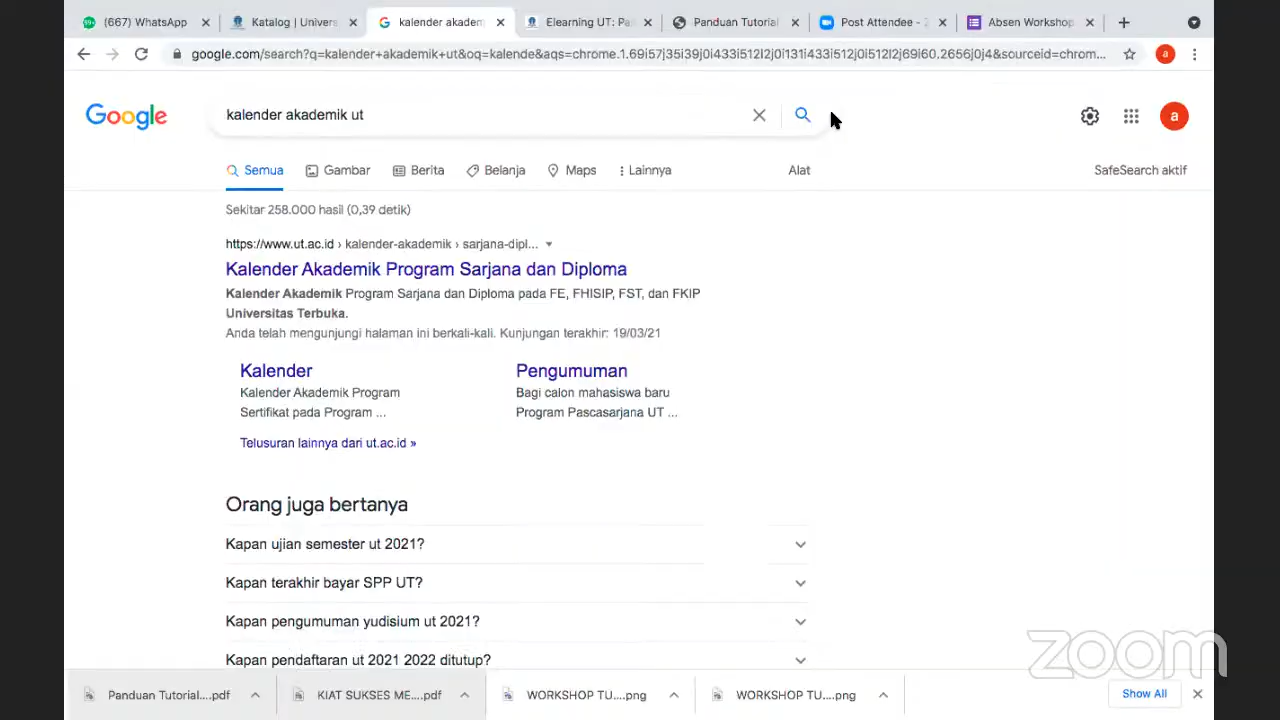 (667) WhatsApp
Katalog | Univers
kalender akadem
Elearning UT: Pa
Panduan Tutorial
Post Attendee - 2
Absen Workshop
google.com/search?q=kalender+akademik+ut&oq=kalende&aqs=chrome.1.69i57j35i39j0i433i512l2j0i131i433i512j0i512l2j69i60.2656j0j4&sourceid=chrom...
a
Google
kalender akademik ut
a
Semua
Gambar
Berita
Belanja
Maps
Lainnya
Alat
SafeSearch aktif
Sekitar 258.000 hasil (0,39 detik)
https://www.ut.ac.id › kalender-akademik › sarjana-dipl...
Kalender Akademik Program Sarjana dan Diploma
Kalender Akademik Program Sarjana dan Diploma pada FE, FHISIP, FST, dan FKIP
Universitas Terbuka.
Anda telah mengunjungi halaman ini berkali-kali. Kunjungan terakhir: 19/03/21
Kalender
Kalender Akademik Program
Sertifikat pada Program ...
Pengumuman
Bagi calon mahasiswa baru
Program Pascasarjana UT ...
Telusuran lainnya dari ut.ac.id »
Orang juga bertanya
Kapan ujian semester ut 2021?
Kapan terakhir bayar SPP UT?
Kapan pengumuman yudisium ut 2021?
Kapan pendaftaran ut 2021 2022 ditutup?
zoom
Panduan Tutorial....pdf
KIAT SUKSES ME....pdf
WORKSHOP TU....png
WORKSHOP TU....png
Show All